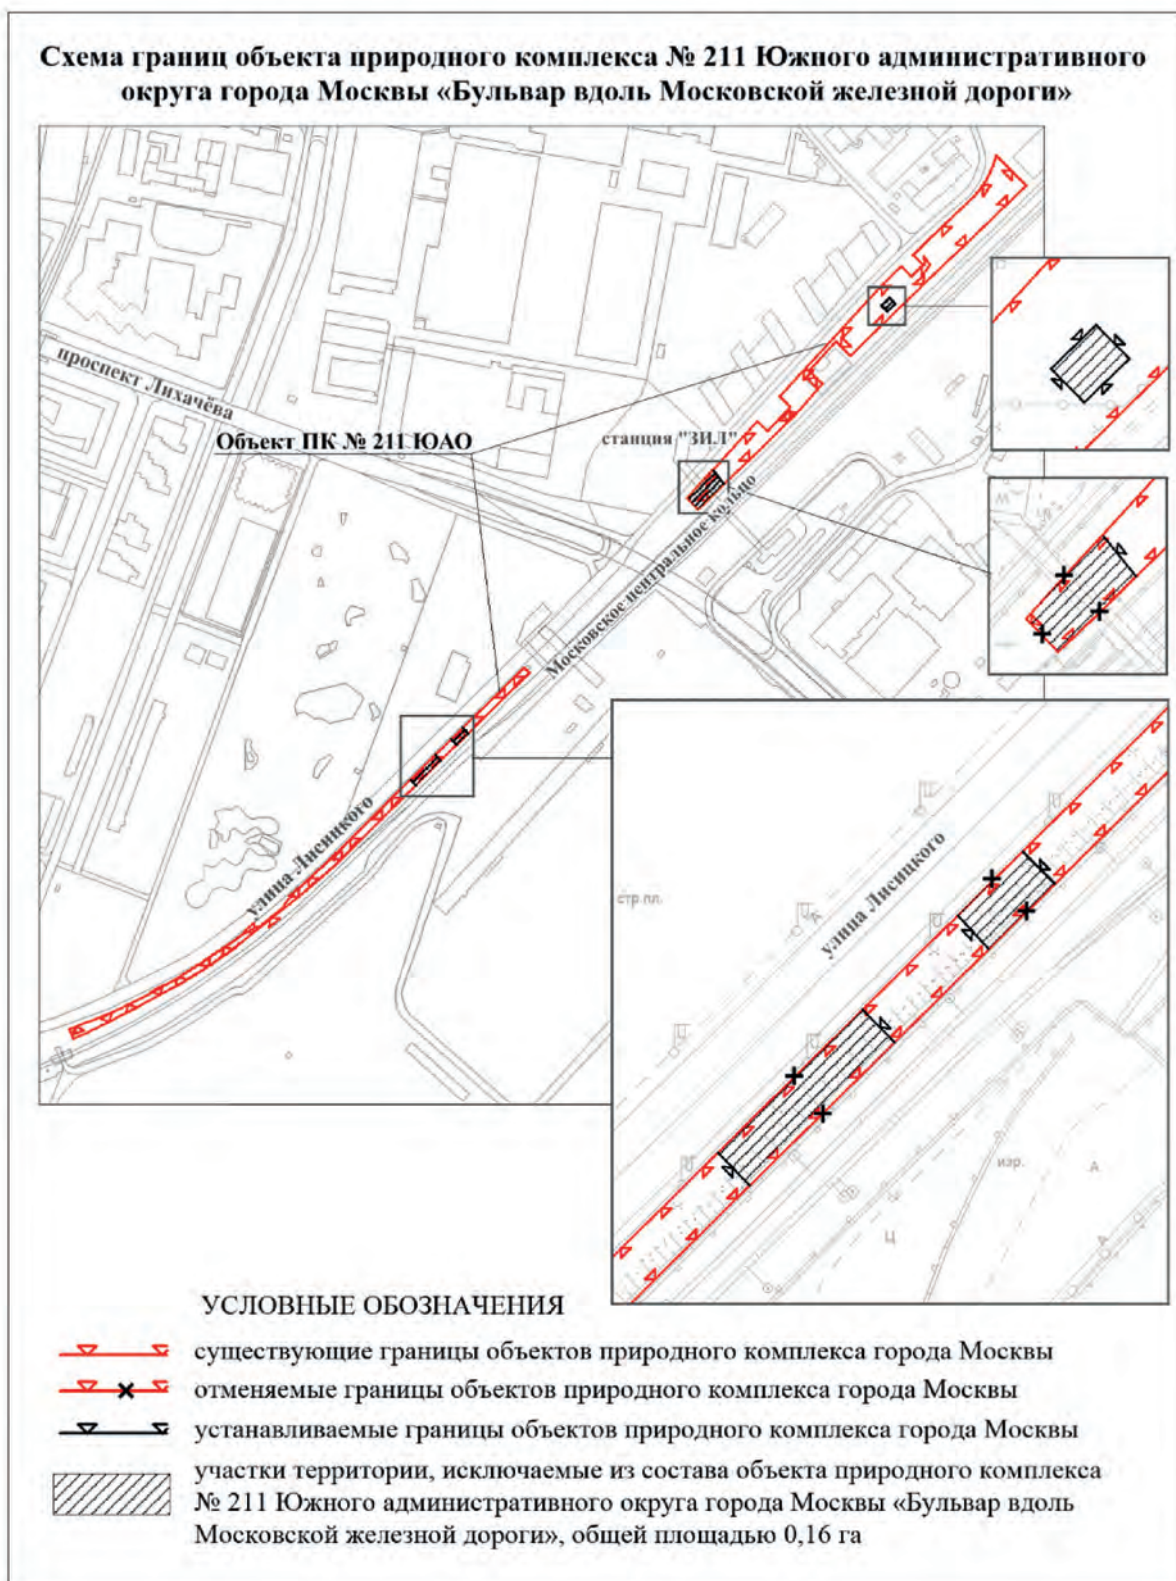 Схема границ объекта природного комплекса № 211 Южного административного
округа города Москвы «Бульвар вдоль Московской железной дороги»
проспект Лихачёва
Объект ПК № 211 ЮАО
станция "ЗИЛ"
Московское центральное кольцо
улица Лисицкого
стр.пл.
улица Лисицкого
А
изр.
А
Ц
А
УСЛОВНЫЕ ОБОЗНАЧЕНИЯ
существующие границы объектов природного комплекса города Москвы
отменяемые границы объектов природного комплекса города Москвы
устанавливаемые границы объектов природного комплекса города Москвы
участки территории, исключаемые из состава объекта природного комплекса
№ 211 Южного административного округа города Москвы «Бульвар вдоль
Московской железной дороги», общей площадью 0,16 га